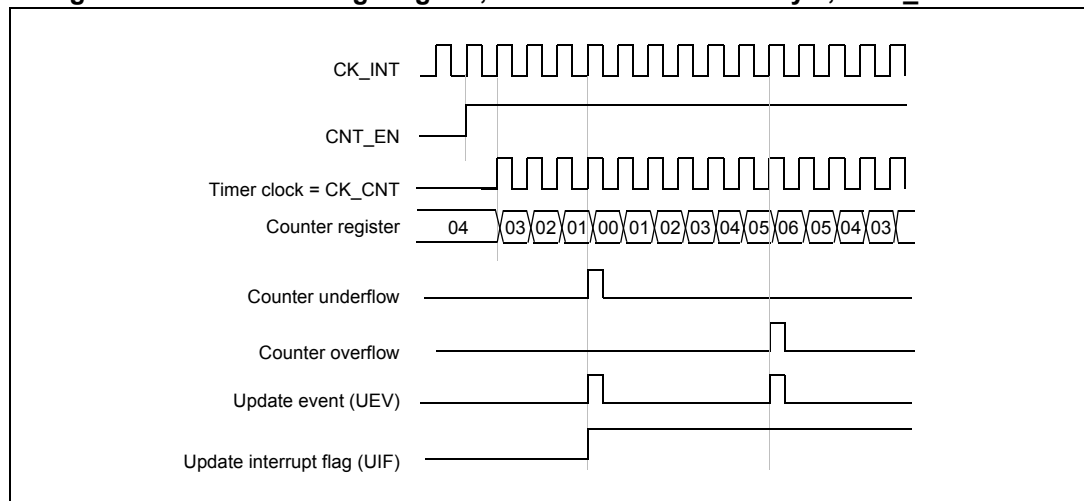 CK_INT
CNT_EN
Timer clock = CK_CNT
Counter register 04 03 02 01 00 01 02 03 04 05 06 05 04 03
Counter underflow
Counter overflow
Update event (UEV)
Update interrupt flag (UIF)